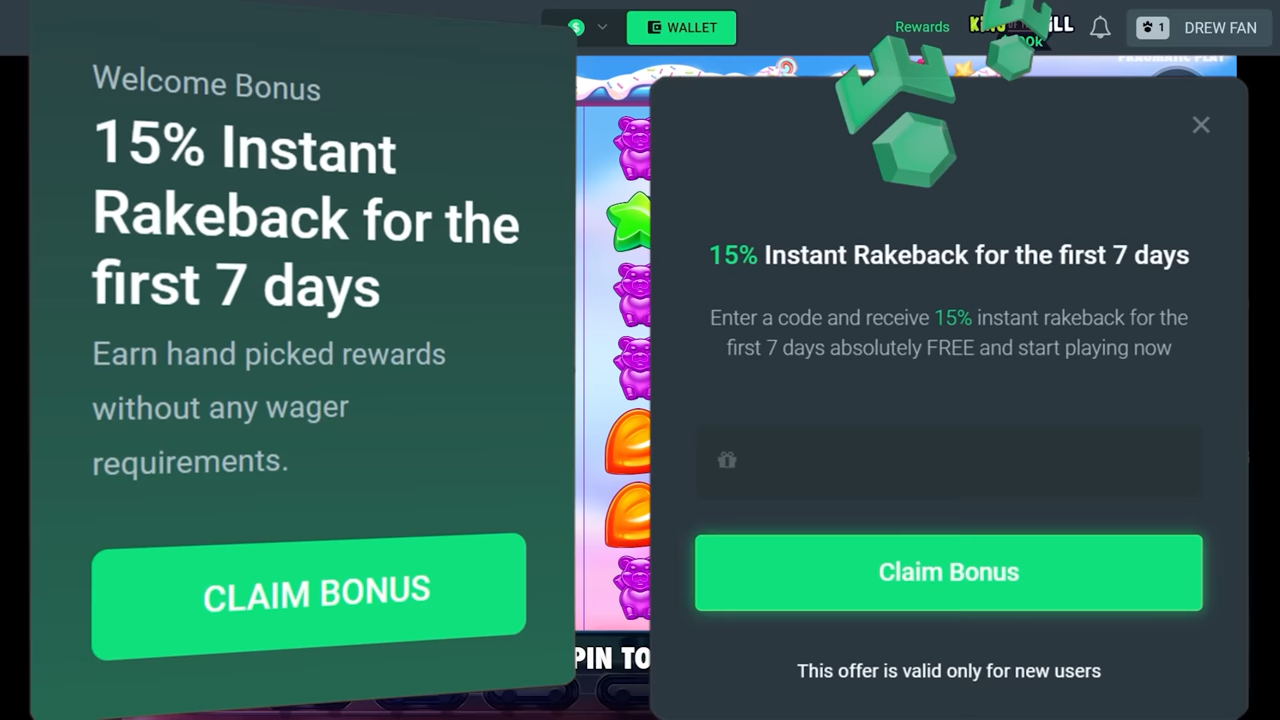 WALLET
Rewards
DREW FAN
1
PRAGMATIC PLAY
Welcome Bonus
15% Instant
Rakeback for the
first 7 days
Earn hand picked rewards
without any wager
requirements.
CLAIM BONUS
15% Instant Rakeback for the first 7 days
Enter a code and receive 15% instant rakeback for the
first 7 days absolutely FREE and start playing now
Claim Bonus
This offer is valid only for new users
PIN TO